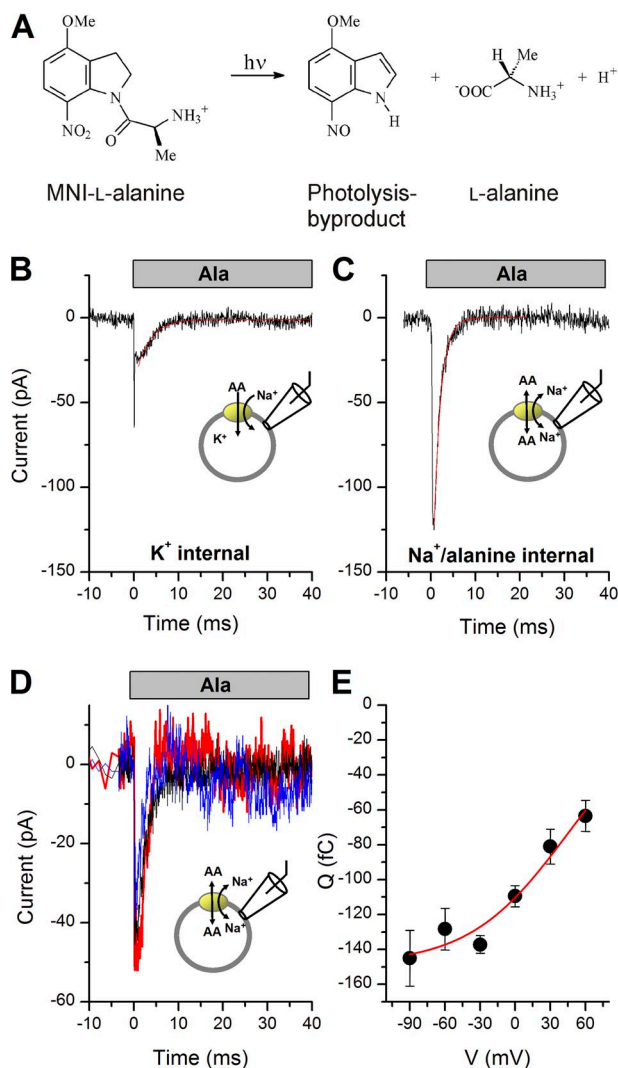 A
OMe
NO₂
N
O
NH₃⁺
Me
hν
OMe
NO
N
H
+
H
Me
⁻OOC
NH₃⁺
+ H⁺
MNI-L-alanine
Photolysis-
byproduct
L-alanine
B
Ala
0
-50
-100
-150
Current (pA)
AA
Na⁺
K⁺
K⁺ internal
-10 0 10 20 30 40
Time (ms)
C
Ala
0
-50
-100
-150
AA
Na⁺
AA
Na⁺
Na⁺/alanine internal
-10 0 10 20 30 40
Time (ms)
D
Ala
0
-20
-40
-60
Current (pA)
AA
Na⁺
AA
Na⁺
-10 0 10 20 30 40
Time (ms)
E
0
-20
-40
-60
-80
-100
-120
-140
-160
Q (fC)
-90 -60 -30 0 30 60
V (mV)